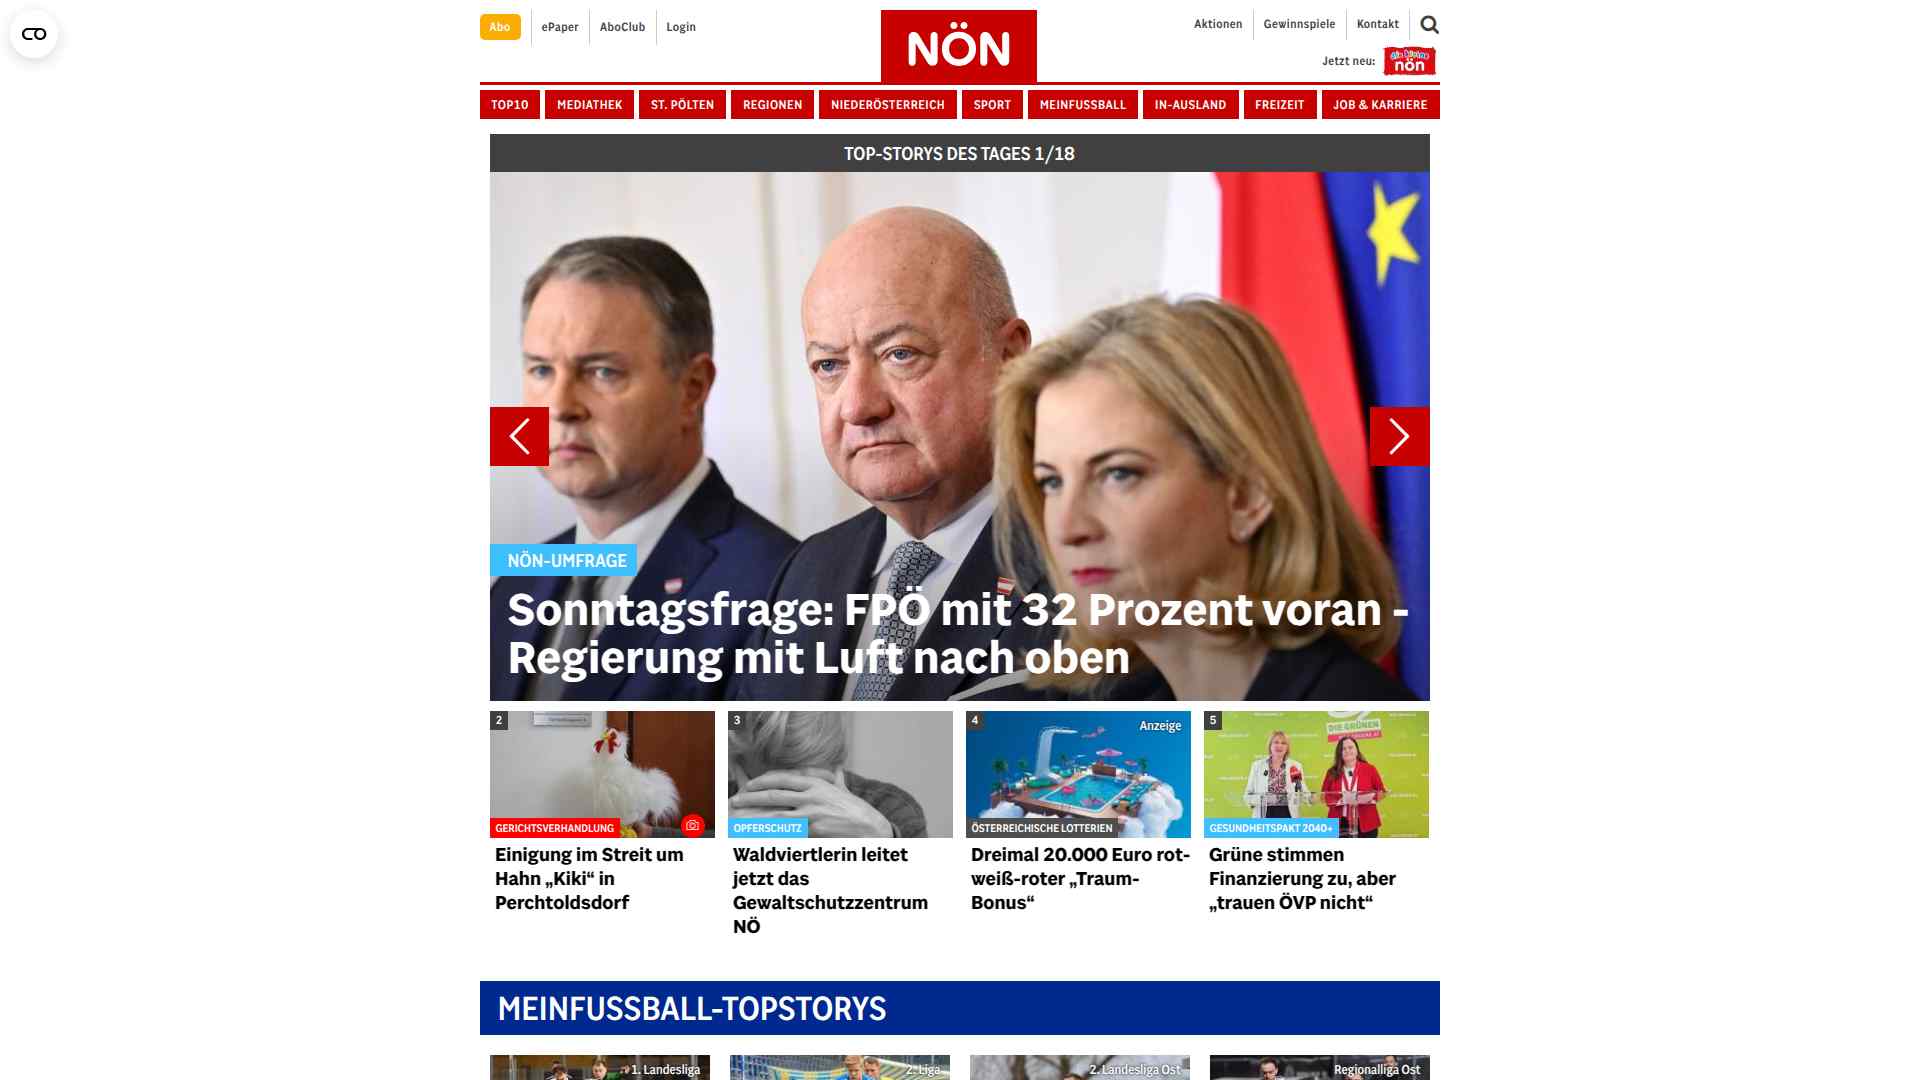 Abo
ePaper
AboClub
Login
NÖN
Aktionen
Gewinnspiele
Kontakt
Jetzt neu:
die kleine
nön
TOP10
MEDIATHEK
ST. PÖLTEN
REGIONEN
NIEDERÖSTERREICH
SPORT
MEINFUSSBALL
IN-AUSLAND
FREIZEIT
JOB & KARRIERE
TOP-STORYS DES TAGES 1/18
NÖN-UMFRAGE
Sonntagsfrage: FPÖ mit 32 Prozent voran -
Regierung mit Luft nach oben
2
GERICHTSVERHANDLUNG
Einigung im Streit um
Hahn „Kiki“ in
Perchtoldsdorf
3
OPFERSCHUTZ
Waldviertlerin leitet
jetzt das
Gewaltschutzzentrum
NÖ
4
Anzeige
ÖSTERREICHISCHE LOTTERIEN
Dreimal 20.000 Euro rot-
weiß-roter „Traum-
Bonus“
5
DIE GRÜNEN
GESUNDHEITSPAKT 2040+
Grüne stimmen
Finanzierung zu, aber
„trauen ÖVP nicht“
MEINFUSSBALL-TOPSTORYS
1. Landesliga
2. Liga
2. Landesliga Ost
Regionalliga Ost